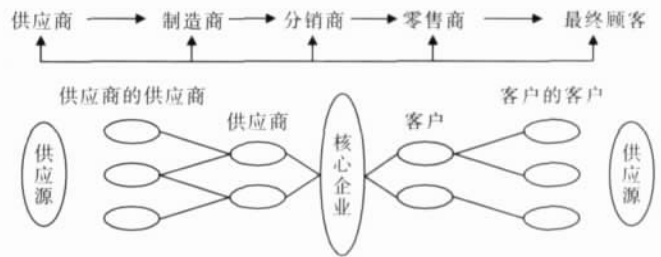 供应商 制造商 分销商 零售商 最终顾客
供应商的供应商 客户的客户
供应商 客户
供应源 核心企业 供应源